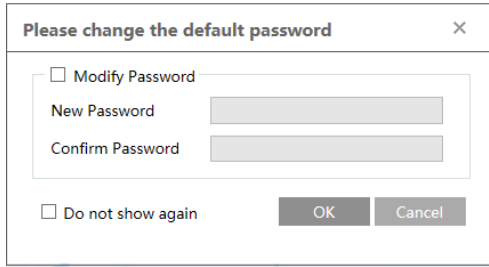 Please change the default password
Modify Password
New Password
Confirm Password
Do not show again
OK
Cancel